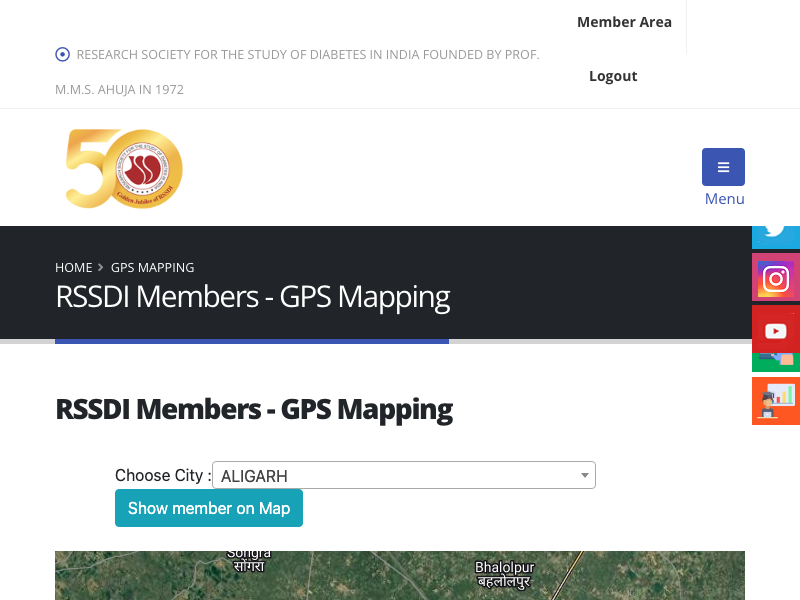 Member Area
RESEARCH SOCIETY FOR THE STUDY OF DIABETES IN INDIA FOUNDED BY PROF.
M.M.S. AHUJA IN 1972
Logout
50
Golden Jubilee of RSSDI
Menu
HOME > GPS MAPPING
RSSDI Members - GPS Mapping
RSSDI Members - GPS Mapping
Choose City : ALIGARH
Show member on Map
Songra
सोंगरा
Bhalolpur
बहलोलपुर